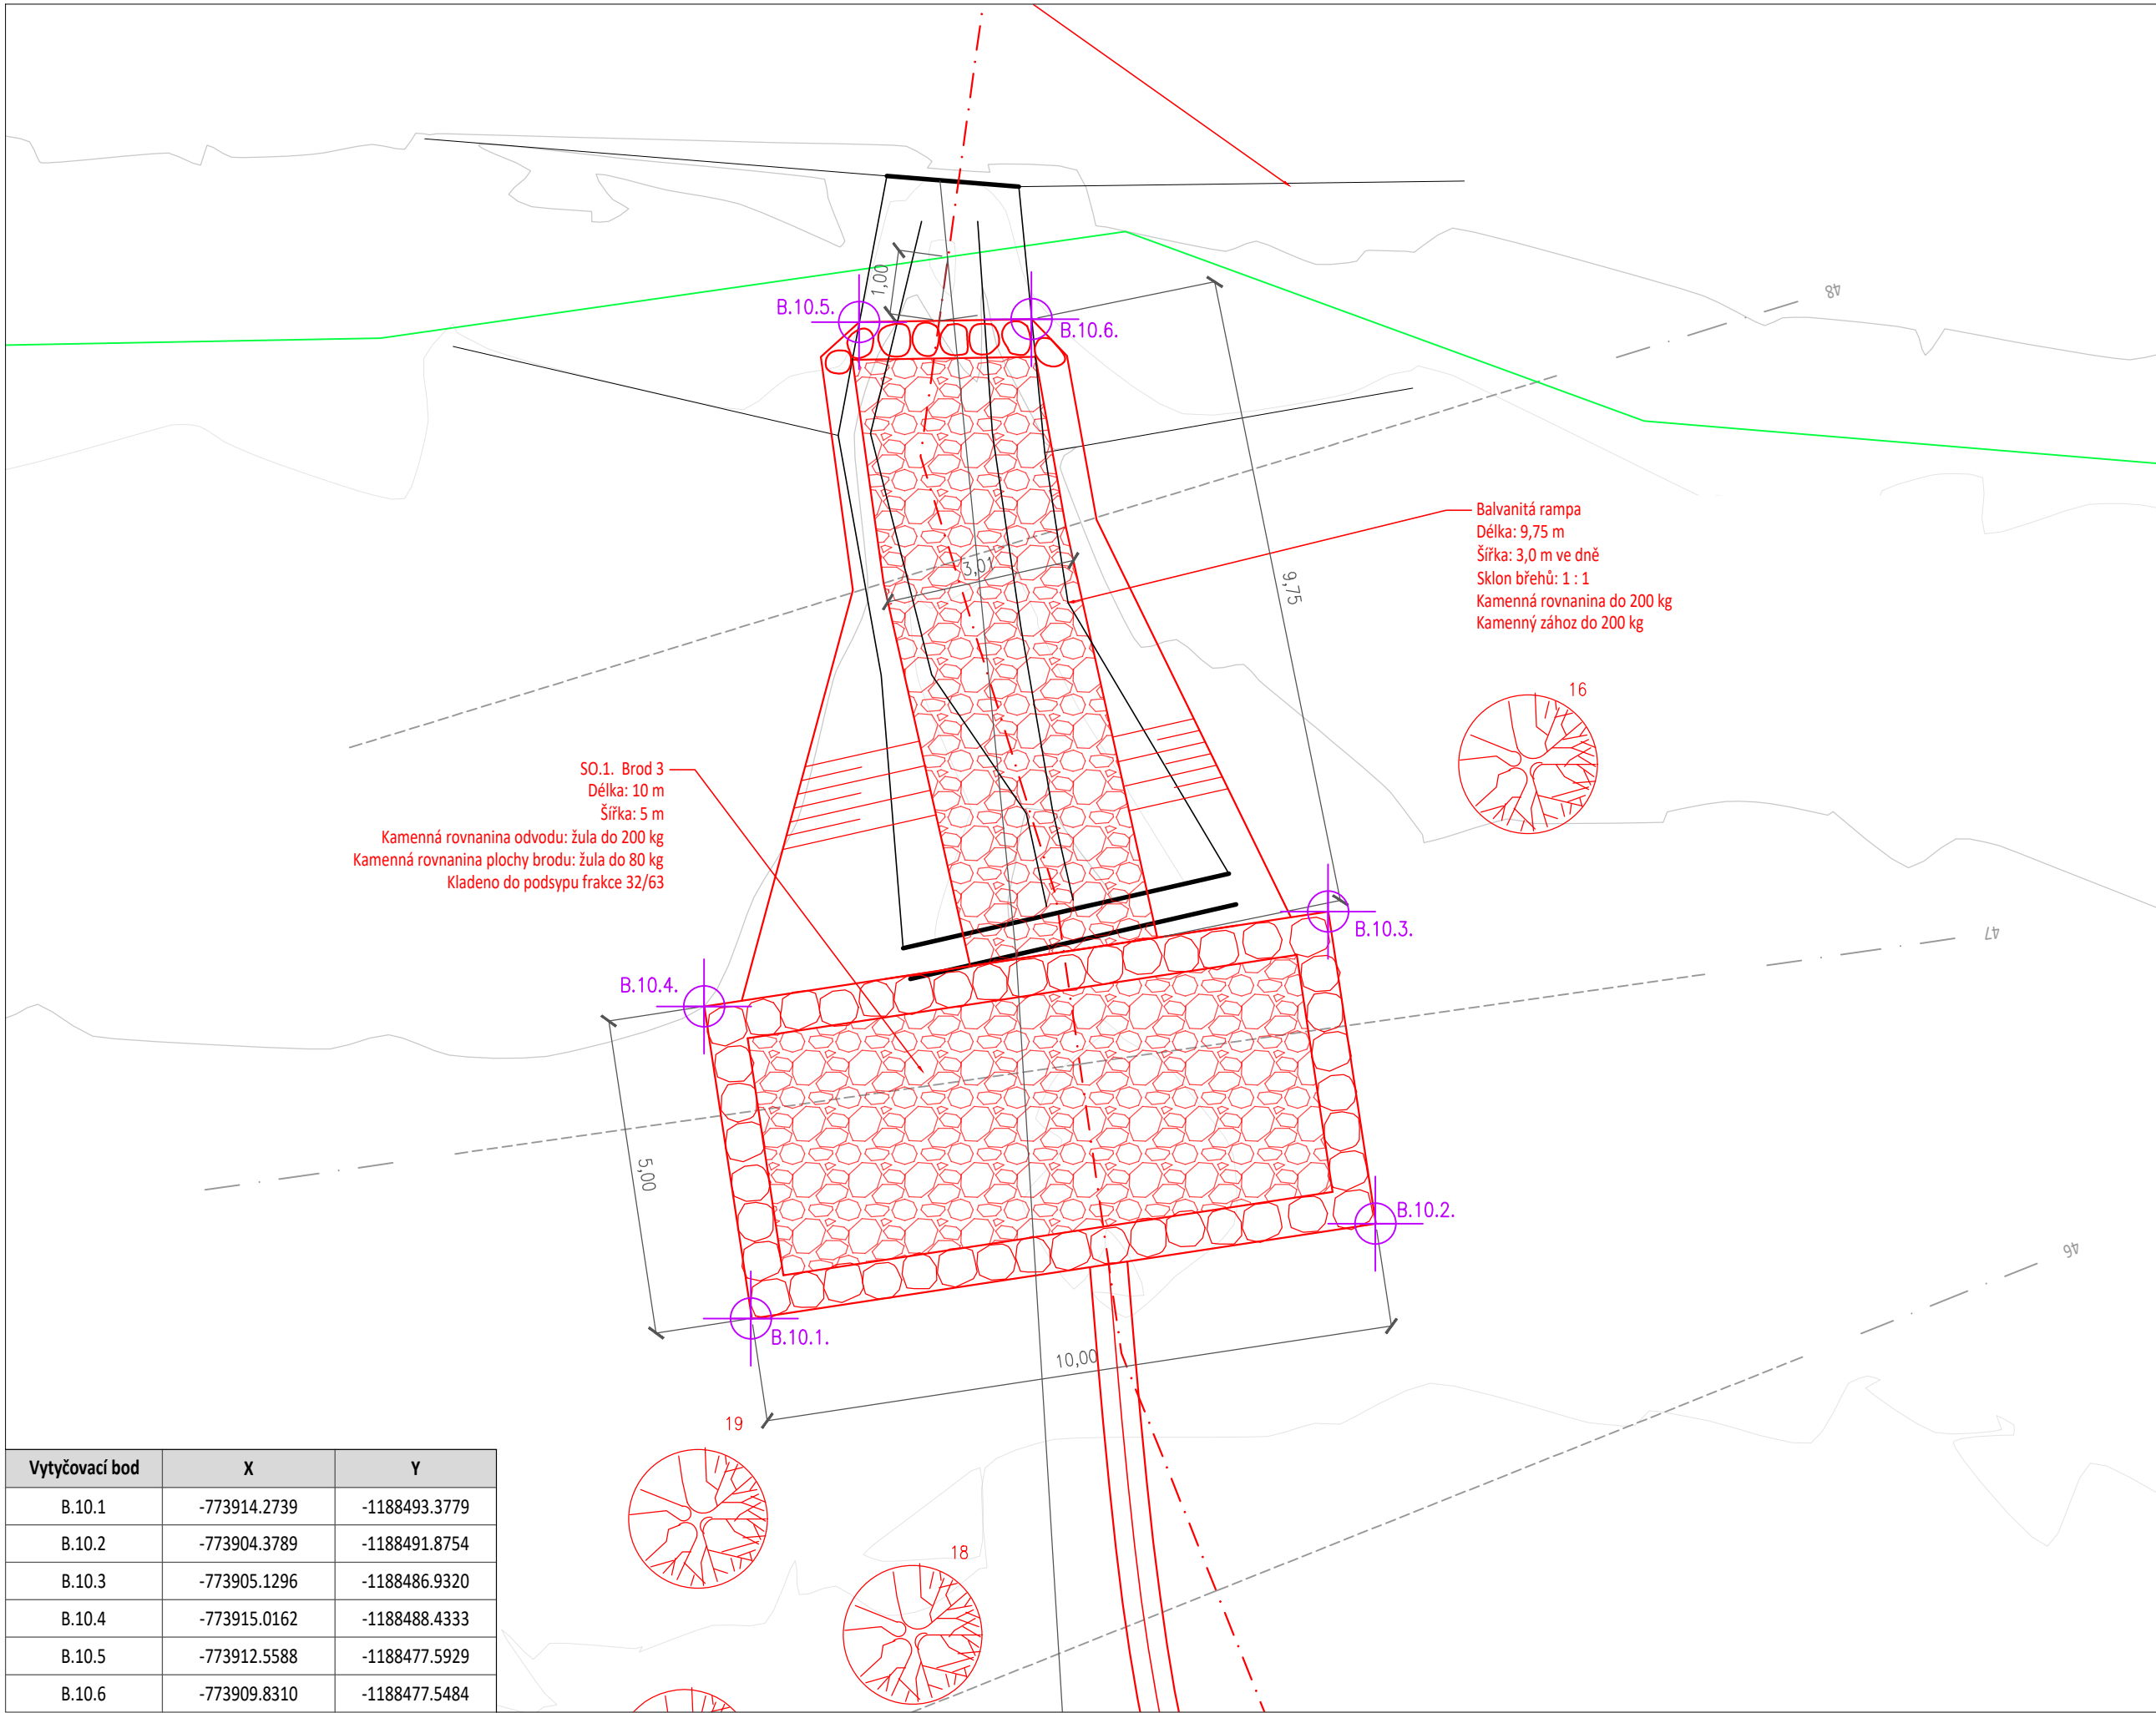 48
1,00
B.10.5.
B.10.6.
Balvanitá rampa
Délka: 9,75 m
Šířka: 3,0 m ve dně
Sklon břehů: 1 : 1
Kamenná rovnanina do 200 kg
Kamenný zához do 200 kg
3,01
9,75
16
SO.1. Brod 3
Délka: 10 m
Šířka: 5 m
Kamenná rovnanina odvodu: žula do 200 kg
Kamenná rovnanina plochy brodu: žula do 80 kg
Kladeno do podsypu frakce 32/63
B.10.3.
47
B.10.4.
5,00
B.10.2.
46
B.10.1.
10,00
19
18
Vytyčovací bod X Y
B.10.1 -773914.2739 -1188493.3779
B.10.2 -773904.3789 -1188491.8754
B.10.3 -773905.1296 -1188486.9320
B.10.4 -773915.0162 -1188488.4333
B.10.5 -773912.5588 -1188477.5929
B.10.6 -773909.8310 -1188477.5484